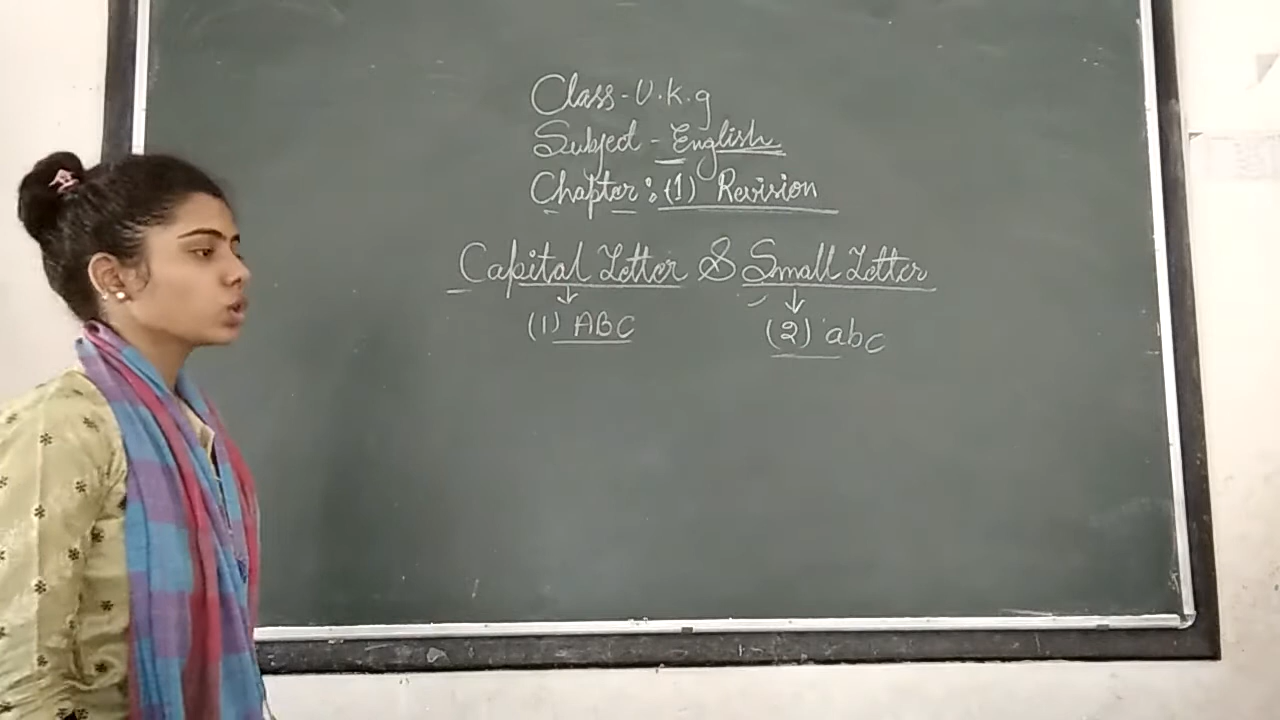 Class - U.k.g
Subject - English
Chapter : (1) Revision
Capital Letter & Small Letter
(1) ABC (2) abc